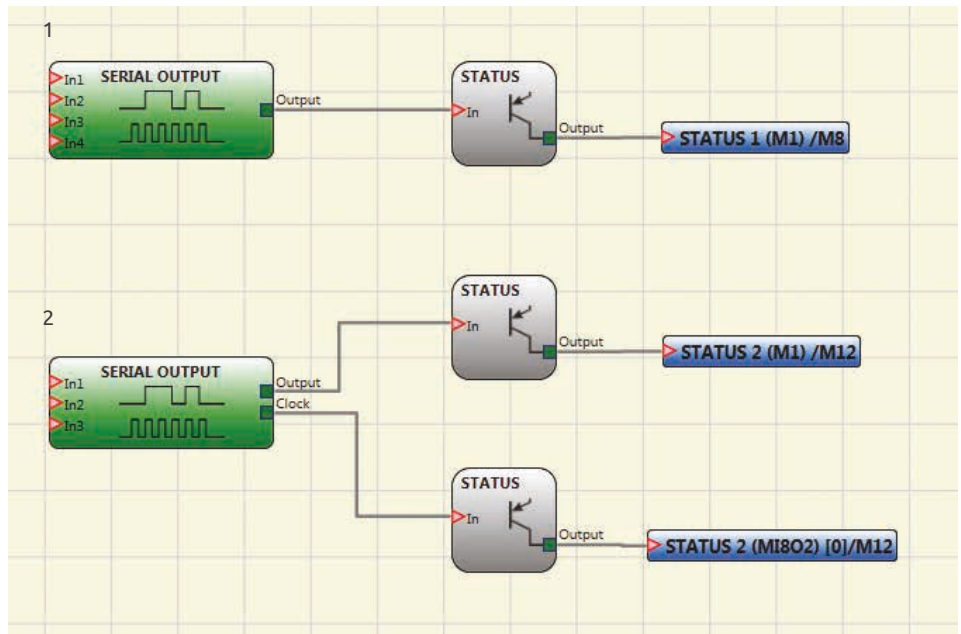 1
SERIAL OUTPUT
In1
In2
In3
In4
Output
STATUS
In
Output
STATUS 1 (M1) /M8
2
SERIAL OUTPUT
In1
In2
In3
Output
Clock
STATUS
In
Output
STATUS 2 (M1) /M12
STATUS
In
Output
STATUS 2 (MI8O2) [0]/M12